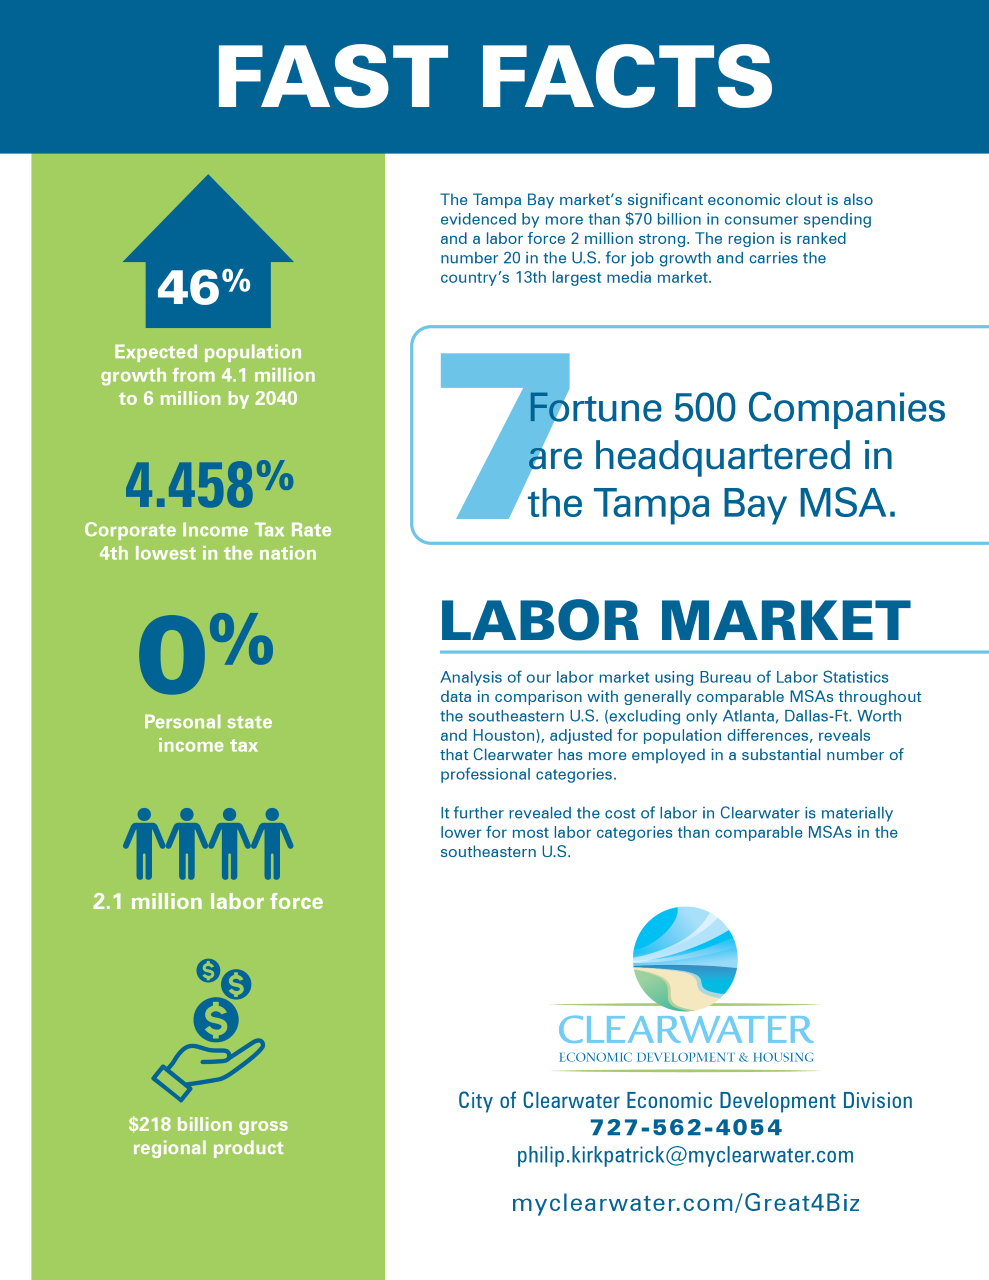 FAST FACTS
46%
Expected population
growth from 4.1 million
to 6 million by 2040
4.458%
Corporate Income Tax Rate
4th lowest in the nation
0%
Personal state
income tax
2.1 million labor force
$ $ $
$218 billion gross
regional product
The Tampa Bay market’s significant economic clout is also
evidenced by more than $70 billion in consumer spending
and a labor force 2 million strong. The region is ranked
number 20 in the U.S. for job growth and carries the
country’s 13th largest media market.
7
Fortune 500 Companies
are headquartered in
the Tampa Bay MSA.
LABOR MARKET
Analysis of our labor market using Bureau of Labor Statistics
data in comparison with generally comparable MSAs throughout
the southeastern U.S. (excluding only Atlanta, Dallas-Ft. Worth
and Houston), adjusted for population differences, reveals
that Clearwater has more employed in a substantial number of
professional categories.
It further revealed the cost of labor in Clearwater is materially
lower for most labor categories than comparable MSAs in the
southeastern U.S.
CLEARWATER
ECONOMIC DEVELOPMENT & HOUSING
City of Clearwater Economic Development Division
727-562-4054
philip.kirkpatrick@myclearwater.com
myclearwater.com/Great4Biz